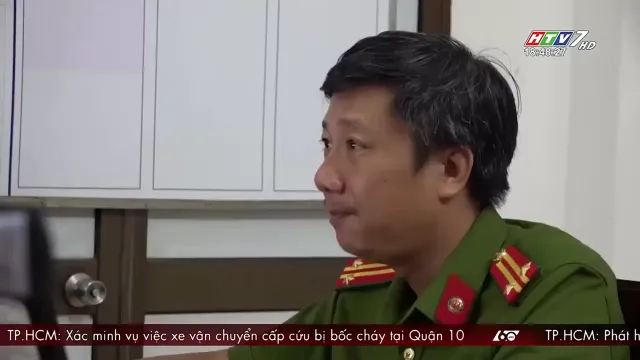 HTV7 HD
18:48:27
TP.HCM: Xác minh vụ việc xe vận chuyển cấp cứu bị bốc cháy tại Quận 10 60 TP.HCM: Phát h